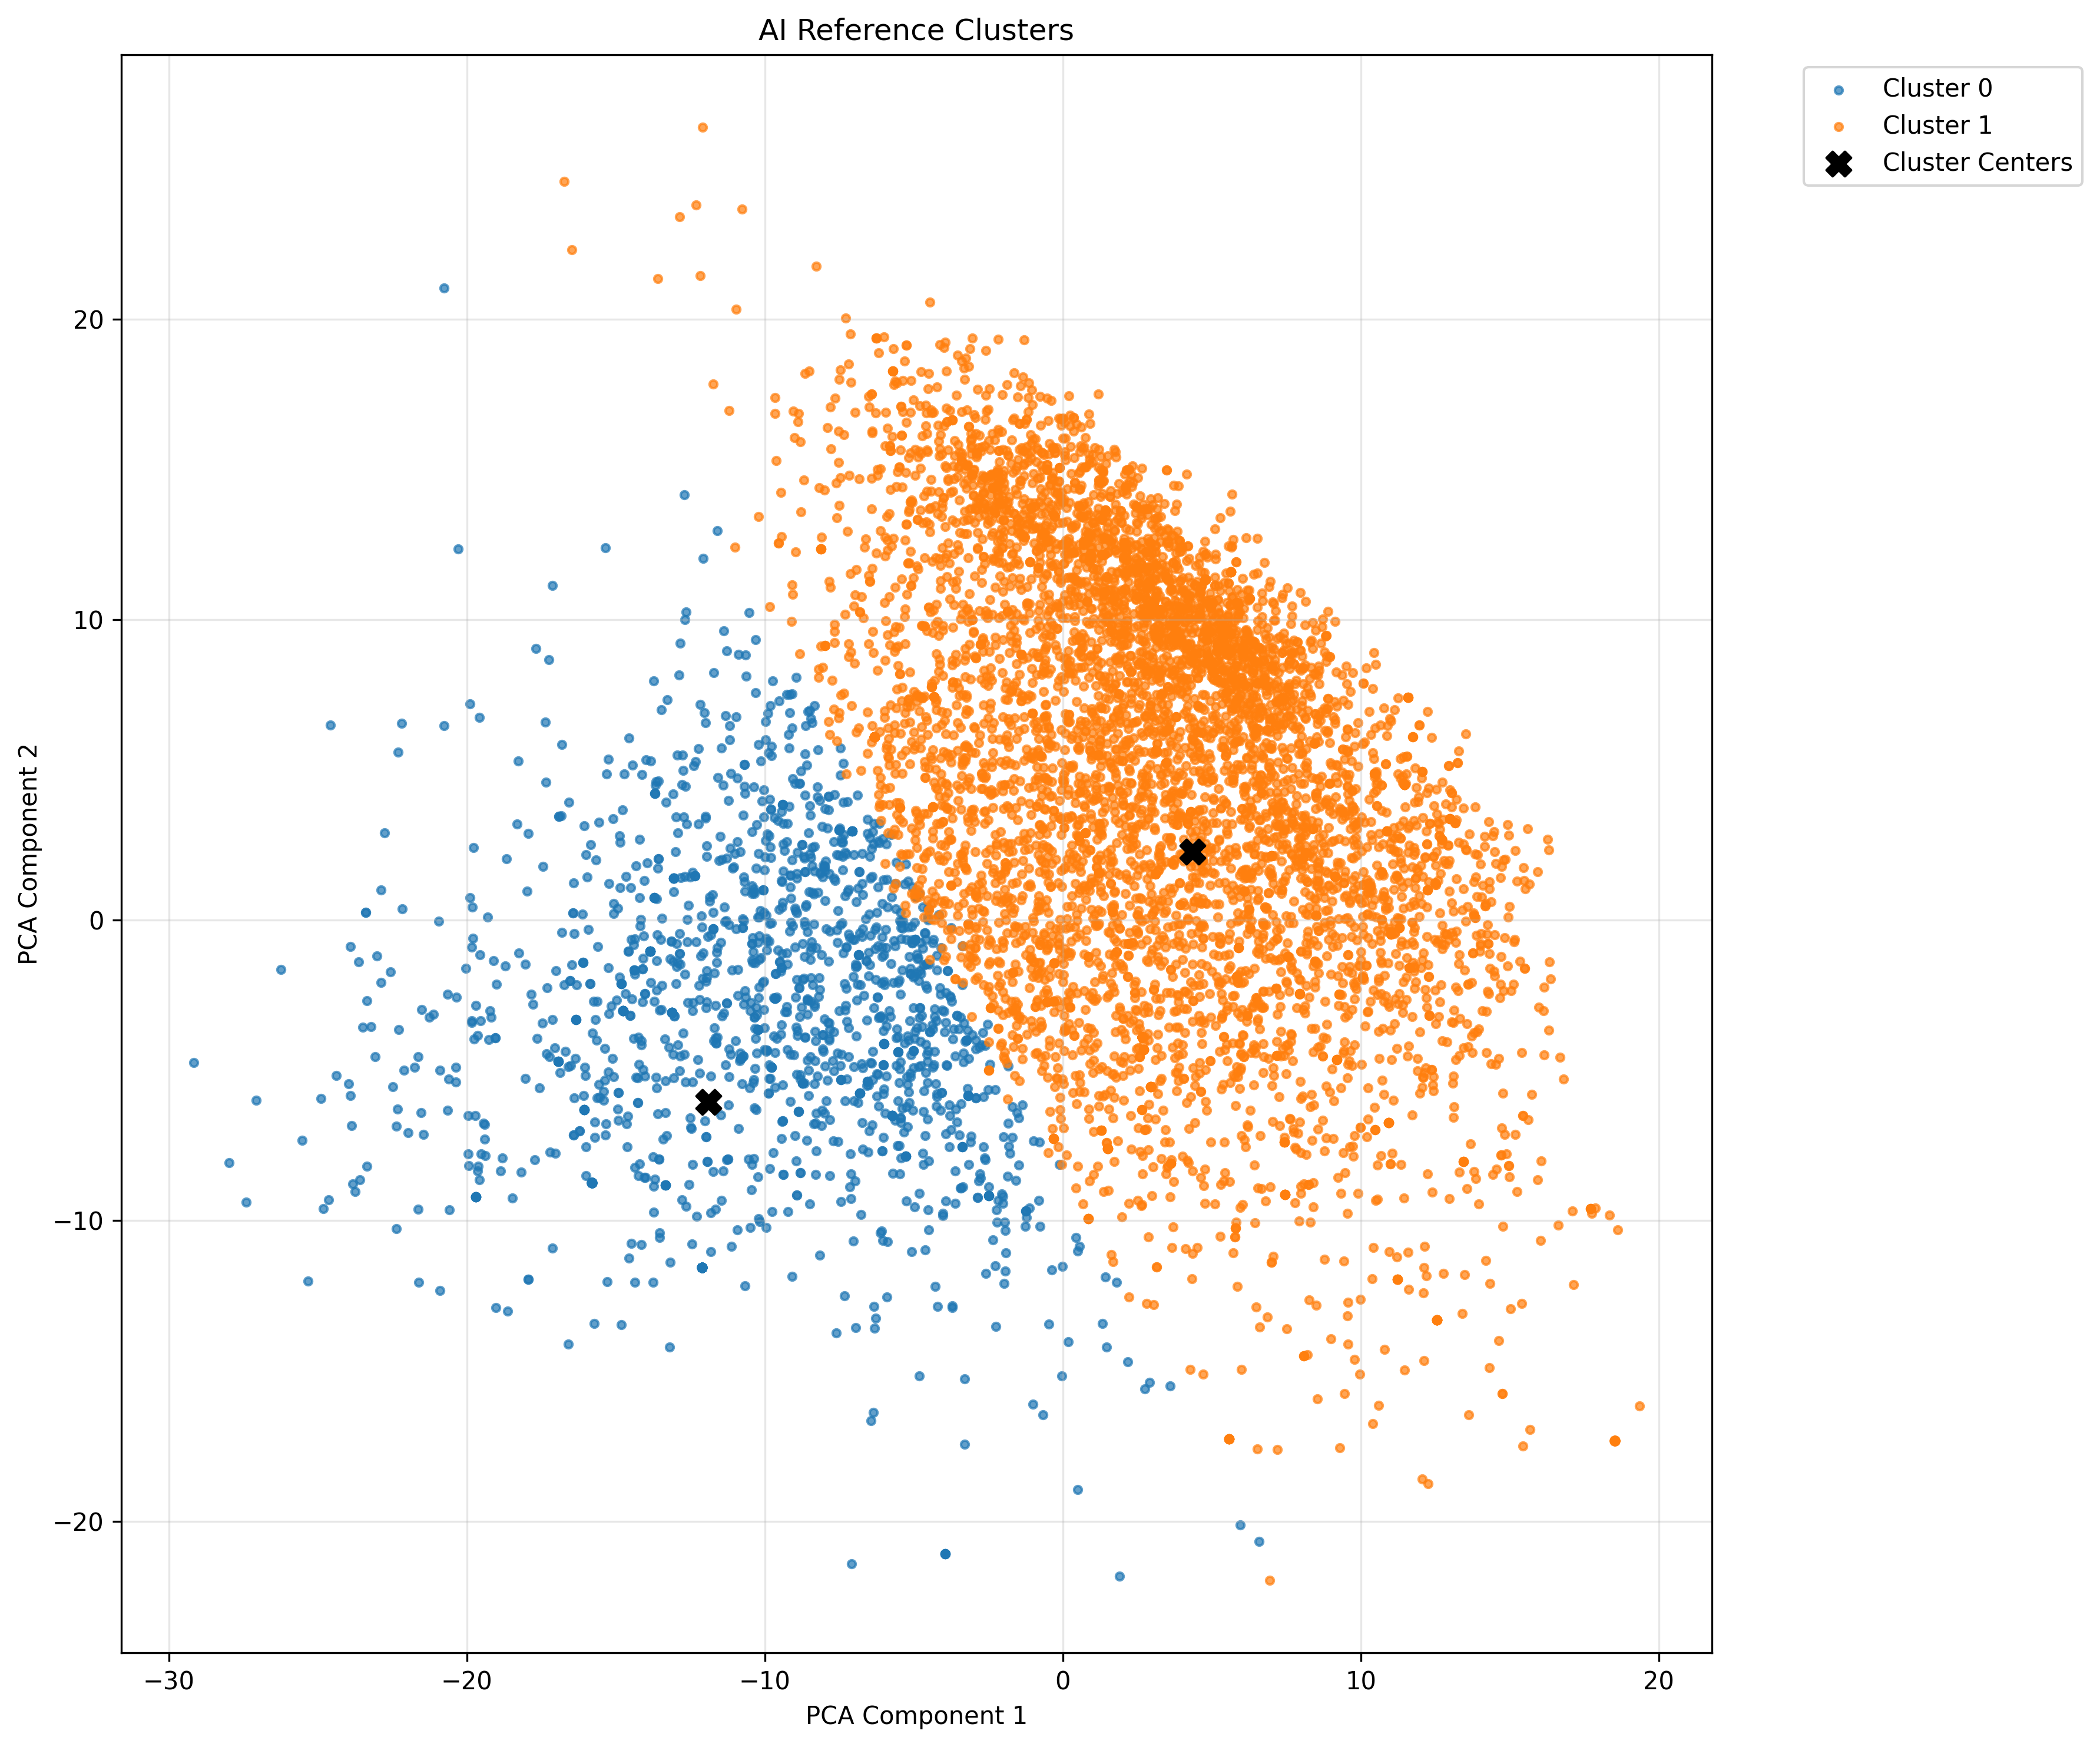 AI Reference Clusters
Cluster 0
Cluster 1
Cluster Centers
PCA Component 2
20
10
0
−10
−20
−30
−20
−10
0
10
20
PCA Component 1